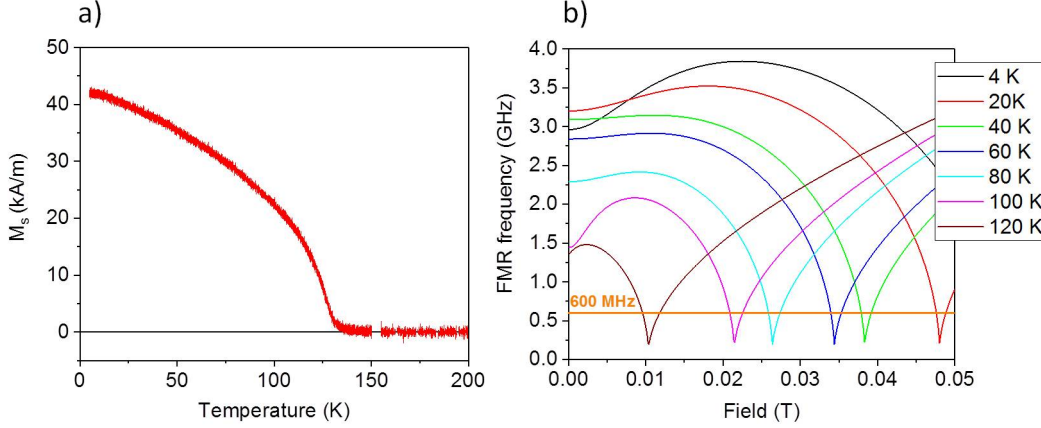 a)
50
40
30
20
10
0
0
50
100
150
200
Ms (kA/m)
Temperature (K)
b)
4.0
3.5
3.0
2.5
2.0
1.5
1.0
0.5
0.0
0.00
0.01
0.02
0.03
0.04
0.05
FMR frequency (GHz)
Field (T)
600 MHz
4 K
20K
40 K
60 K
80 K
100 K
120 K